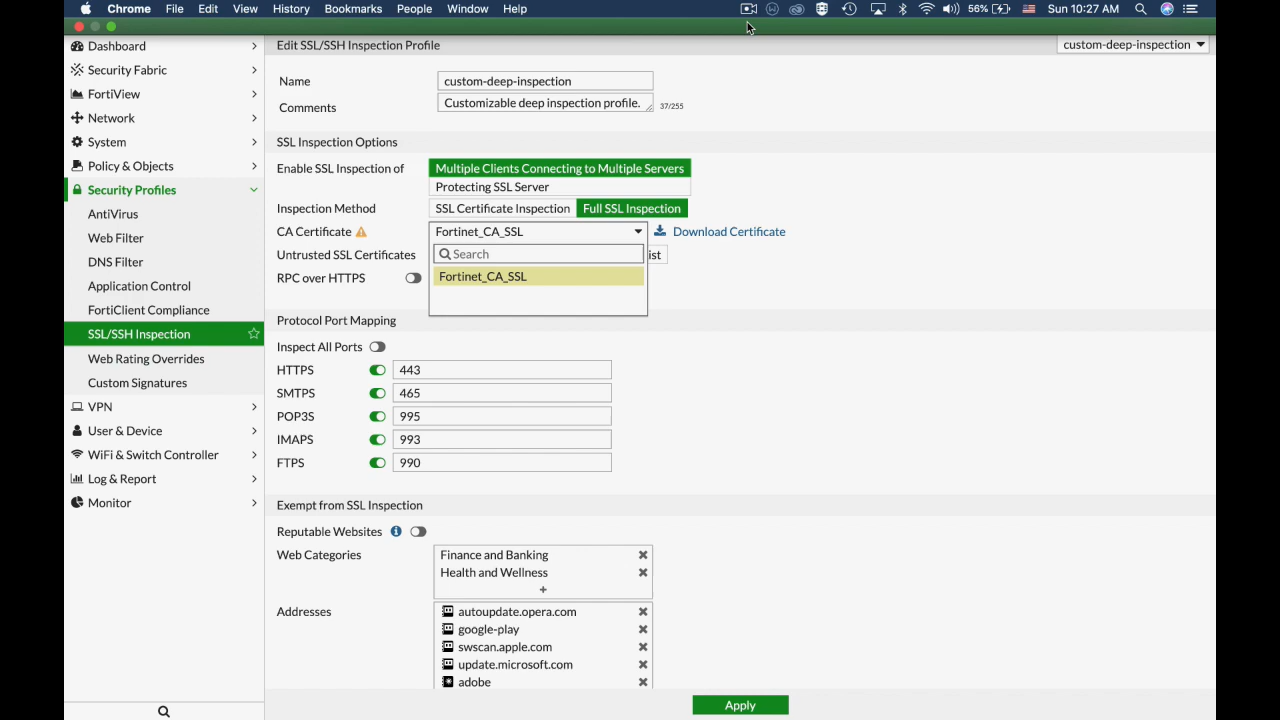 Chrome File Edit View History Bookmarks People Window Help 56% Sun 10:27 AM
Dashboard
Security Fabric
FortiView
Network
System
Policy & Objects
Security Profiles
AntiVirus
Web Filter
DNS Filter
Application Control
FortiClient Compliance
SSL/SSH Inspection
Web Rating Overrides
Custom Signatures
VPN
User & Device
WiFi & Switch Controller
Log & Report
Monitor
Edit SSL/SSH Inspection Profile custom-deep-inspection
Name custom-deep-inspection
Comments Customizable deep inspection profile. 37/255
SSL Inspection Options
Enable SSL Inspection of Multiple Clients Connecting to Multiple Servers
Protecting SSL Server
Inspection Method SSL Certificate Inspection Full SSL Inspection
CA Certificate Fortinet_CA_SSL Download Certificate
Search
Untrusted SSL Certificates ist
Fortinet_CA_SSL
RPC over HTTPS
Protocol Port Mapping
Inspect All Ports
HTTPS 443
SMTPS 465
POP3S 995
IMAPS 993
FTPS 990
Exempt from SSL Inspection
Reputable Websites
Web Categories Finance and Banking
Health and Wellness
Addresses autoupdate.opera.com
google-play
swscan.apple.com
update.microsoft.com
adobe
Apply